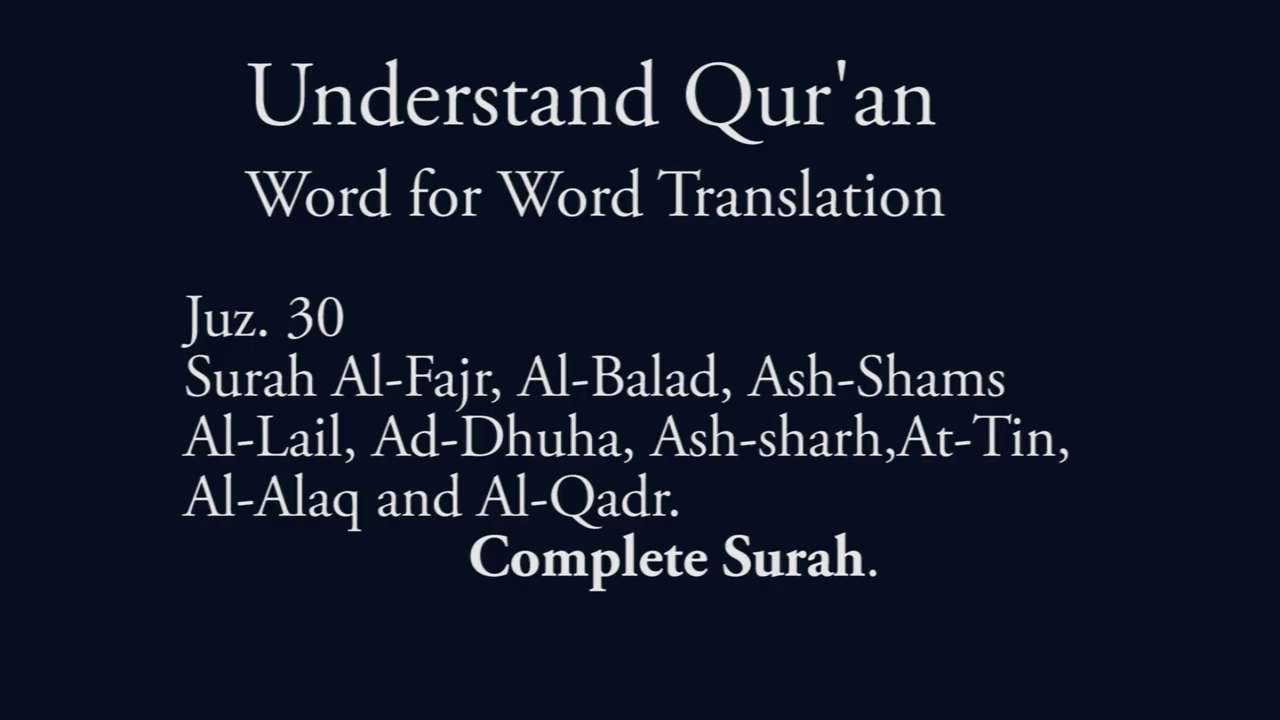 Understand Qur'an
Word for Word Translation
Juz. 30
Surah Al-Fajr, Al-Balad, Ash-Shams
Al-Lail, Ad-Dhuha, Ash-sharh,At-Tin,
Al-Alaq and Al-Qadr.
Complete Surah.